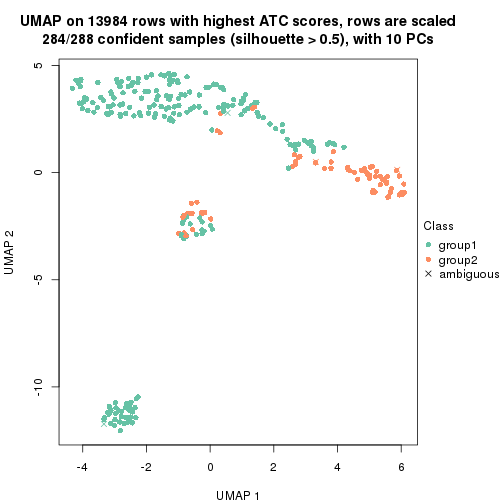 UMAP on 13984 rows with highest ATC scores, rows are scaled
284/288 confident samples (silhouette > 0.5), with 10 PCs
5
0
-5
-10
UMAP 2
-4
-2
0
2
4
6
UMAP 1
Class
group1
group2
ambiguous